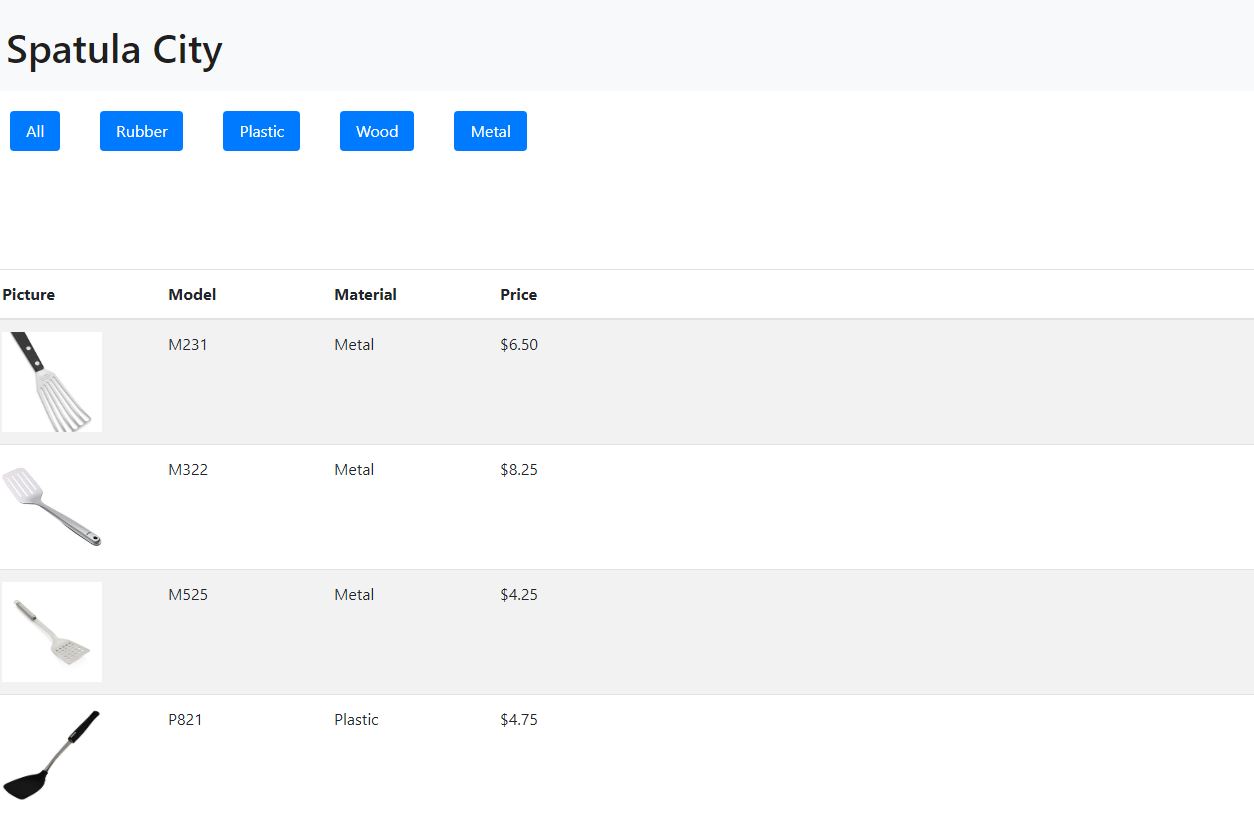 Spatula City
All Rubber Plastic Wood Metal
Picture Model Material Price
M231 Metal $6.50
M322 Metal $8.25
M525 Metal $4.25
P821 Plastic $4.75